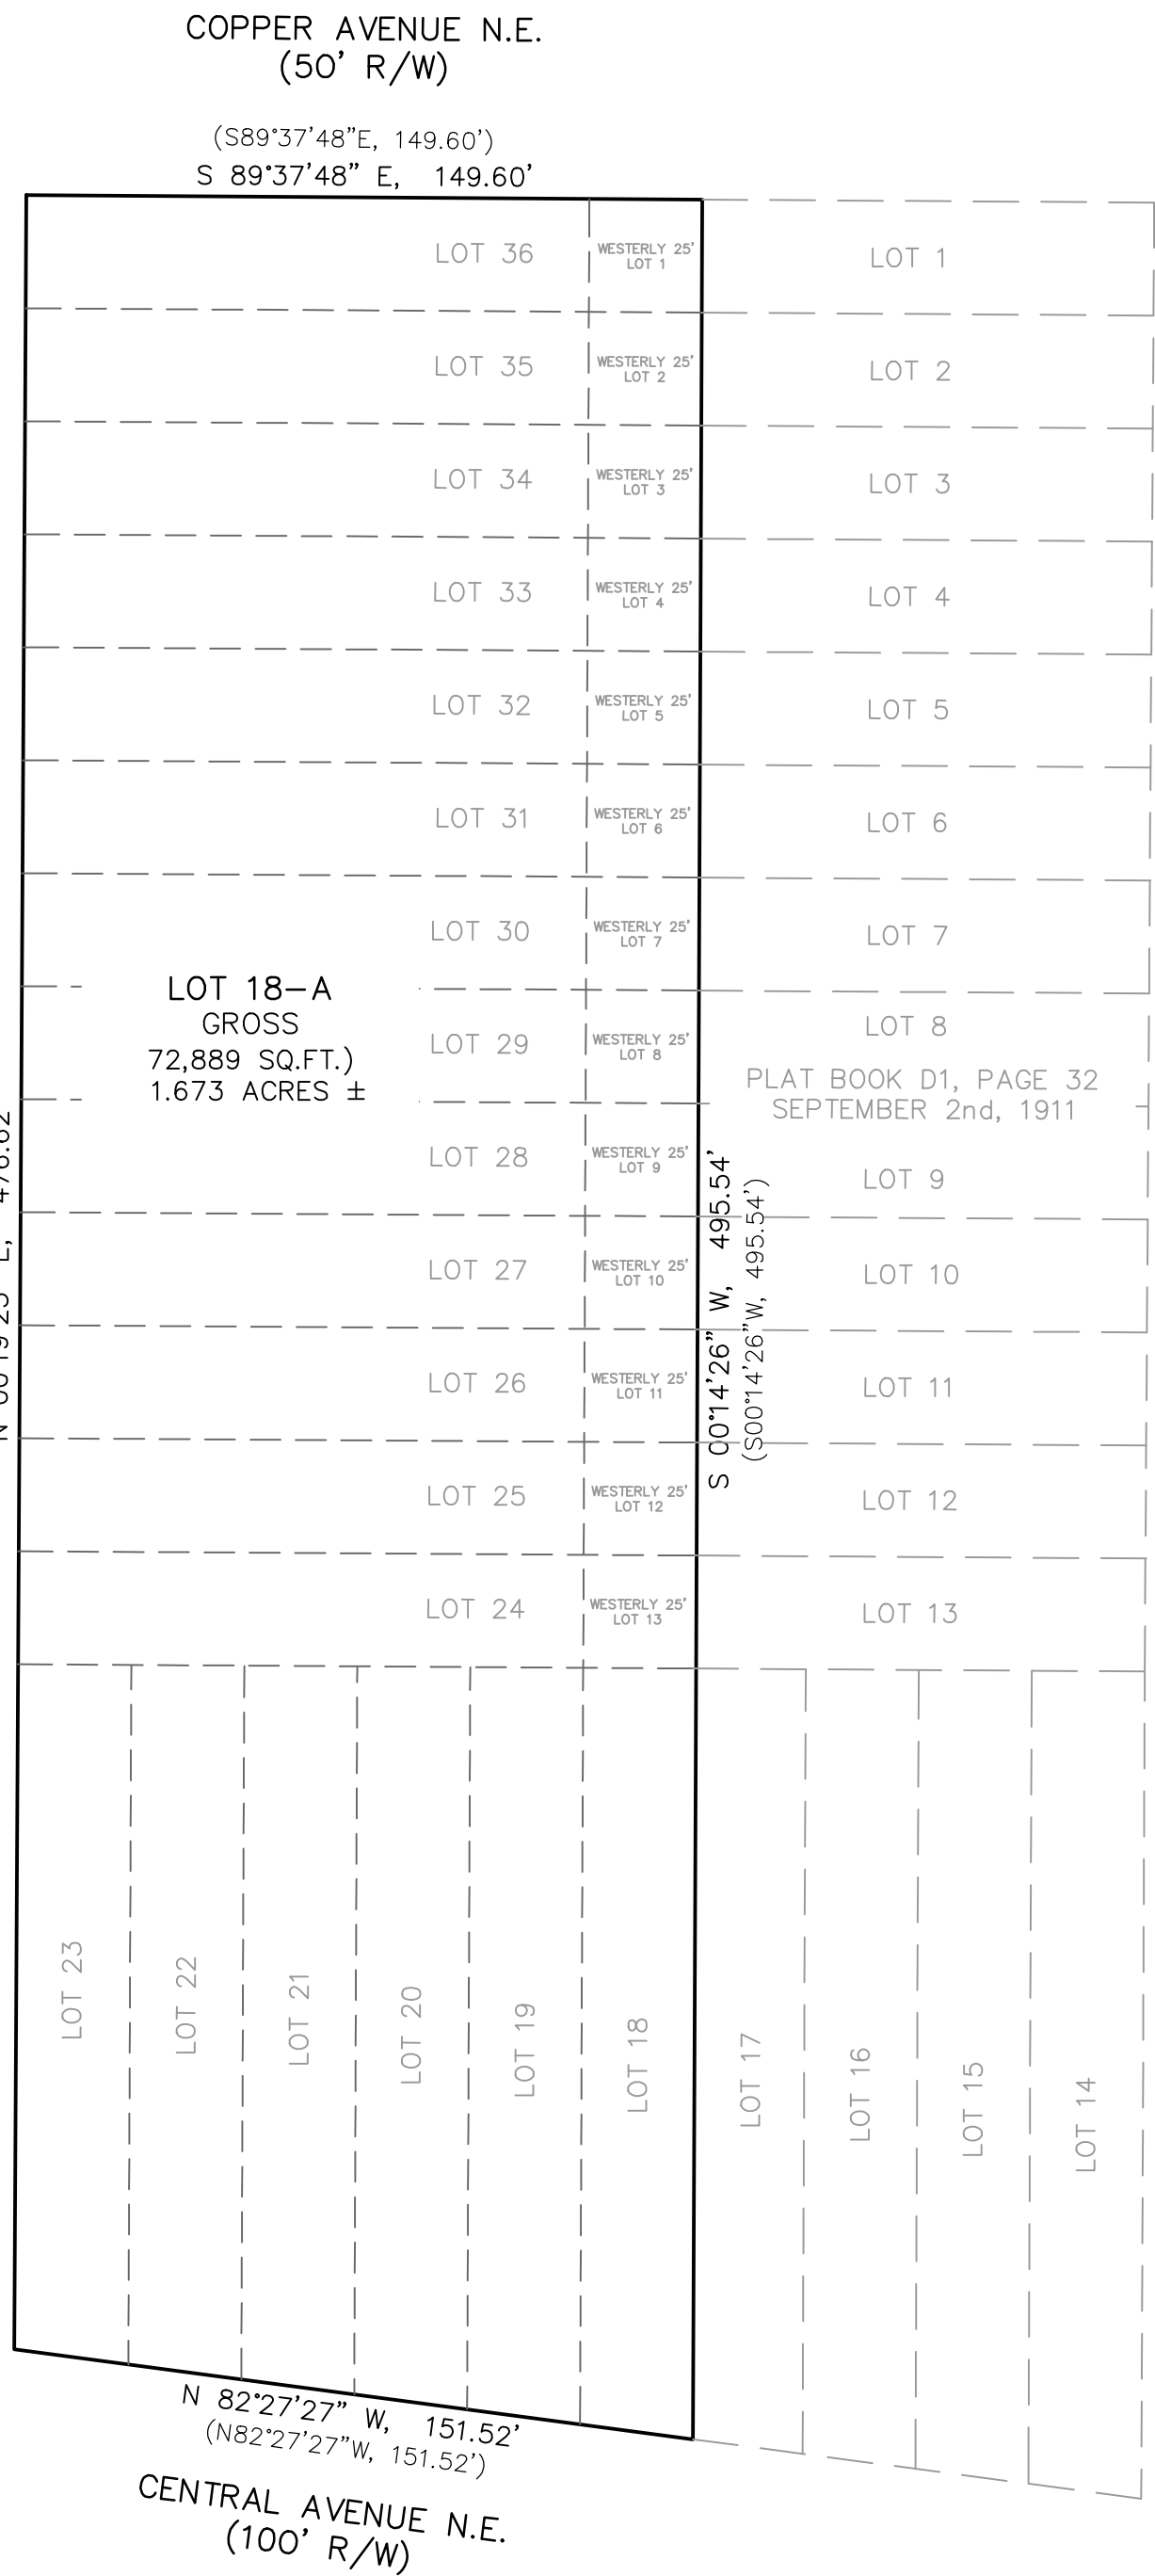 COPPER AVENUE N.E.
(50' R/W)
(S89°37'48"E, 149.60')
S 89°37'48" E, 149.60'
LOT 36
WESTERLY 25'
LOT 1
LOT 1
LOT 35
WESTERLY 25'
LOT 2
LOT 2
LOT 34
WESTERLY 25'
LOT 3
LOT 3
LOT 33
WESTERLY 25'
LOT 4
LOT 4
LOT 32
WESTERLY 25'
LOT 5
LOT 5
LOT 31
WESTERLY 25'
LOT 6
LOT 6
LOT 30
WESTERLY 25'
LOT 7
LOT 7
LOT 18-A
GROSS
72,889 SQ.FT.)
1.673 ACRES ±
LOT 29
WESTERLY 25'
LOT 8
LOT 8
PLAT BOOK D1, PAGE 32
SEPTEMBER 2nd, 1911
LOT 28
WESTERLY 25'
LOT 9
LOT 9
S 00°14'26" W, 495.54'
(S00°14'26"W, 495.54')
LOT 27
WESTERLY 25'
LOT 10
LOT 10
LOT 26
WESTERLY 25'
LOT 11
LOT 11
LOT 25
WESTERLY 25'
LOT 12
LOT 12
LOT 24
WESTERLY 25'
LOT 13
LOT 13
LOT 23
LOT 22
LOT 21
LOT 20
LOT 19
LOT 18
LOT 17
LOT 16
LOT 15
LOT 14
N 82°27'27" W, 151.52'
(N82°27'27"W, 151.52')
CENTRAL AVENUE N.E.
(100' R/W)